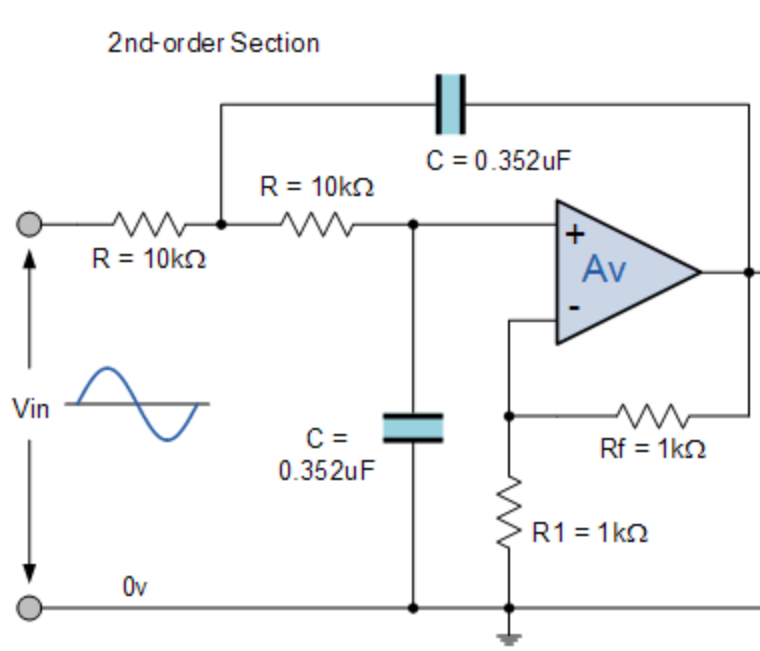 2nd-order Section
C = 0.352uF
R = 10kΩ
R = 10kΩ
+
Av
-
Vin
C =
0.352uF
Rf = 1kΩ
R1 = 1kΩ
0v